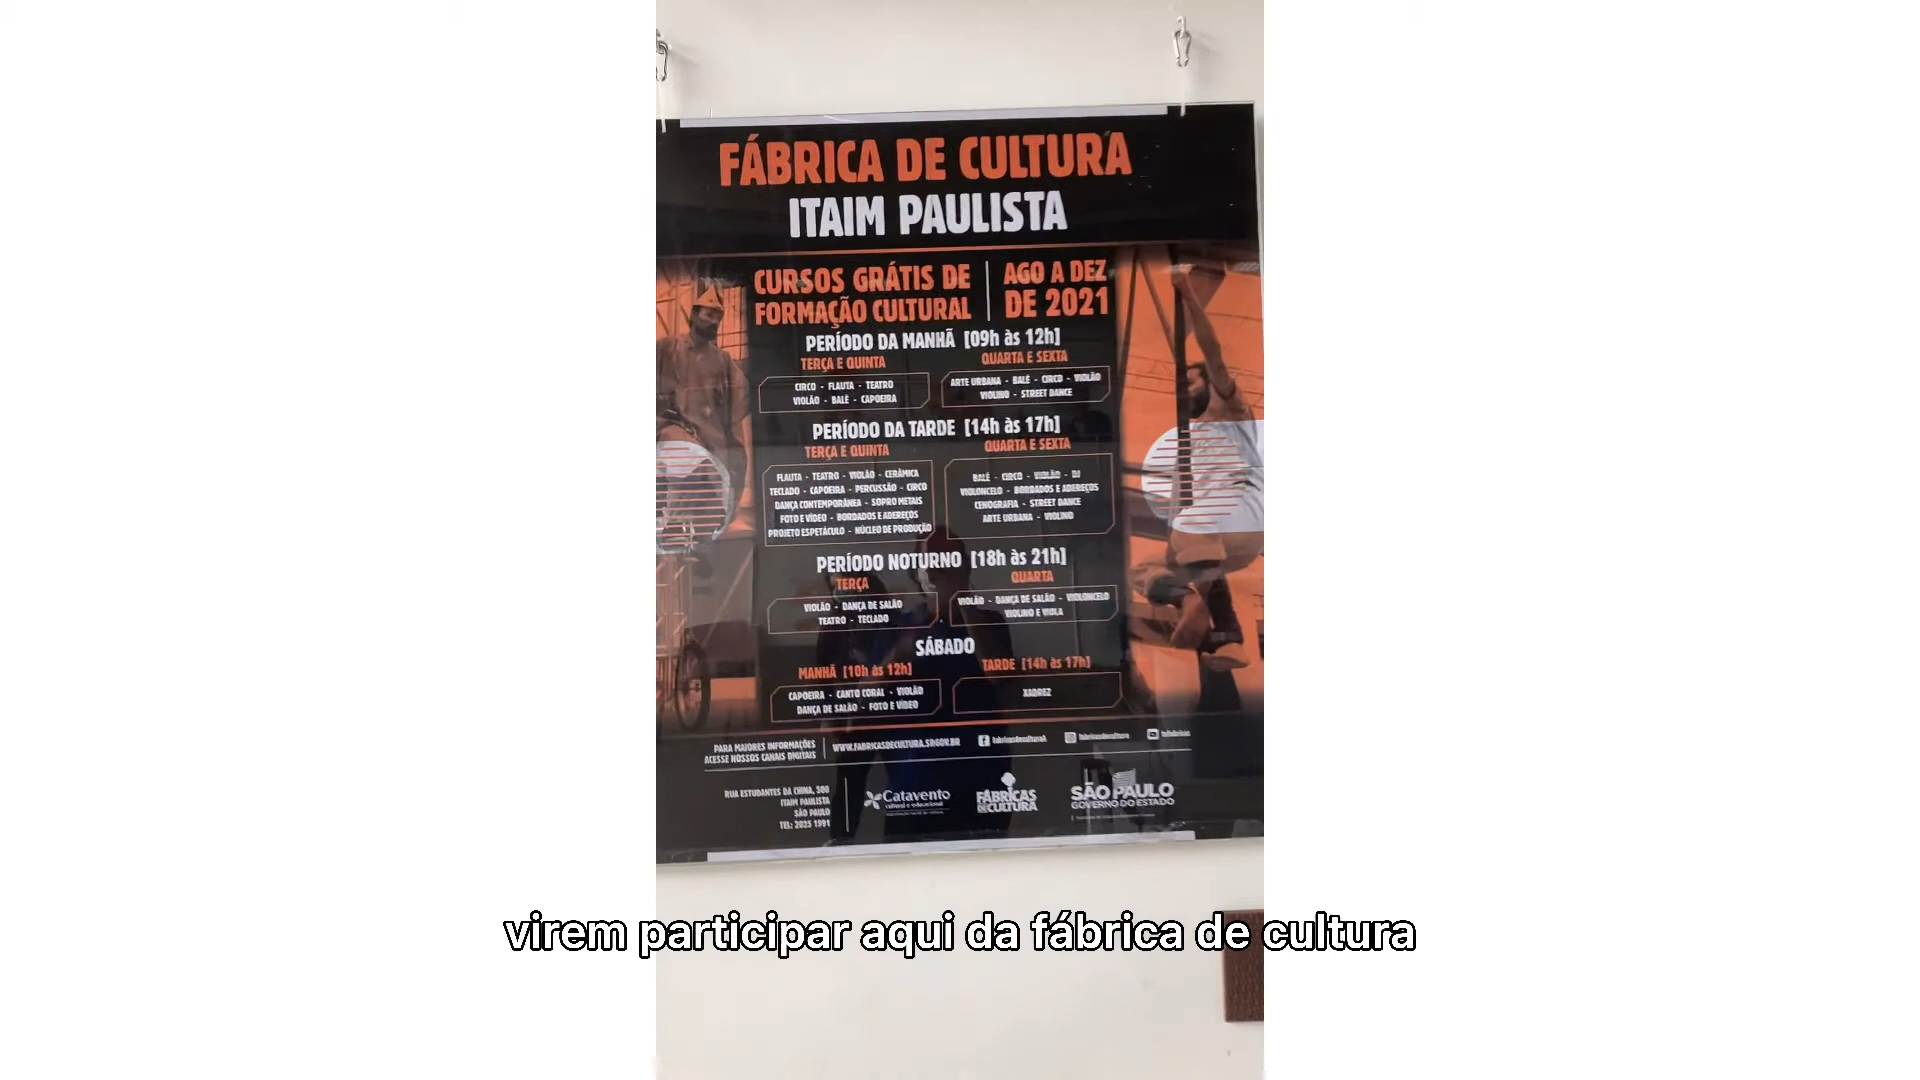 FÁBRICA DE CULTURA
ITAIM PAULISTA
CURSOS GRÁTIS DE
FORMAÇÃO CULTURAL
AGO A DEZ
DE 2021
PERÍODO DA MANHÃ [09h às 12h]
TERÇA E QUINTA
CIRCO - FLAUTA - TEATRO
VIOLÃO - BALÉ - CAPOEIRA
QUARTA E SEXTA
ARTE URBANA - BALÉ - CIRCO - VIOLÃO
VIOLINO - STREET DANCE
PERÍODO DA TARDE [14h às 17h]
TERÇA E QUINTA
FLAUTA - TEATRO - VIOLÃO - CERÂMICA
TECLADO - CAPOEIRA - PERCUSSÃO - CIRCO
DANÇA CONTEMPORÂNEA - SOPRO METAIS
FOTO E VÍDEO - BORDADOS E ADEREÇOS
PROJETO ESPETÁCULO - NÚCLEO DE PRODUÇÃO
QUARTA E SEXTA
BALÉ - CIRCO - VIOLÃO - DJ
VIOLONCELO - BORDADOS E ADEREÇOS
CENOGRAFIA - STREET DANCE
ARTE URBANA - VIOLINO
PERÍODO NOTURNO [18h às 21h]
TERÇA
VIOLÃO - DANÇA DE SALÃO
TEATRO - TECLADO
QUARTA
VIOLÃO - DANÇA DE SALÃO - VIOLONCELO
VIOLINO E VIOLA
SÁBADO
MANHÃ [10h às 12h]
CAPOEIRA - CANTO CORAL - VIOLÃO
DANÇA DE SALÃO - FOTO E VÍDEO
TARDE [14h às 17h]
XADREZ
PARA MAIORES INFORMAÇÕES
ACESSE NOSSOS CANAIS DIGITAIS
WWW.FABRICASDECULTURA.SP.GOV.BR
fabricasdecultura
RUA ESTUDANTES DA CHINA, 500
ITAIM PAULISTA
SÃO PAULO
TEL: 2025 1991
Catavento
cultural e educacional
FÁBRICAS
DE CULTURA
SÃO PAULO
GOVERNO DO ESTADO
virem participar aqui da fábrica de cultura